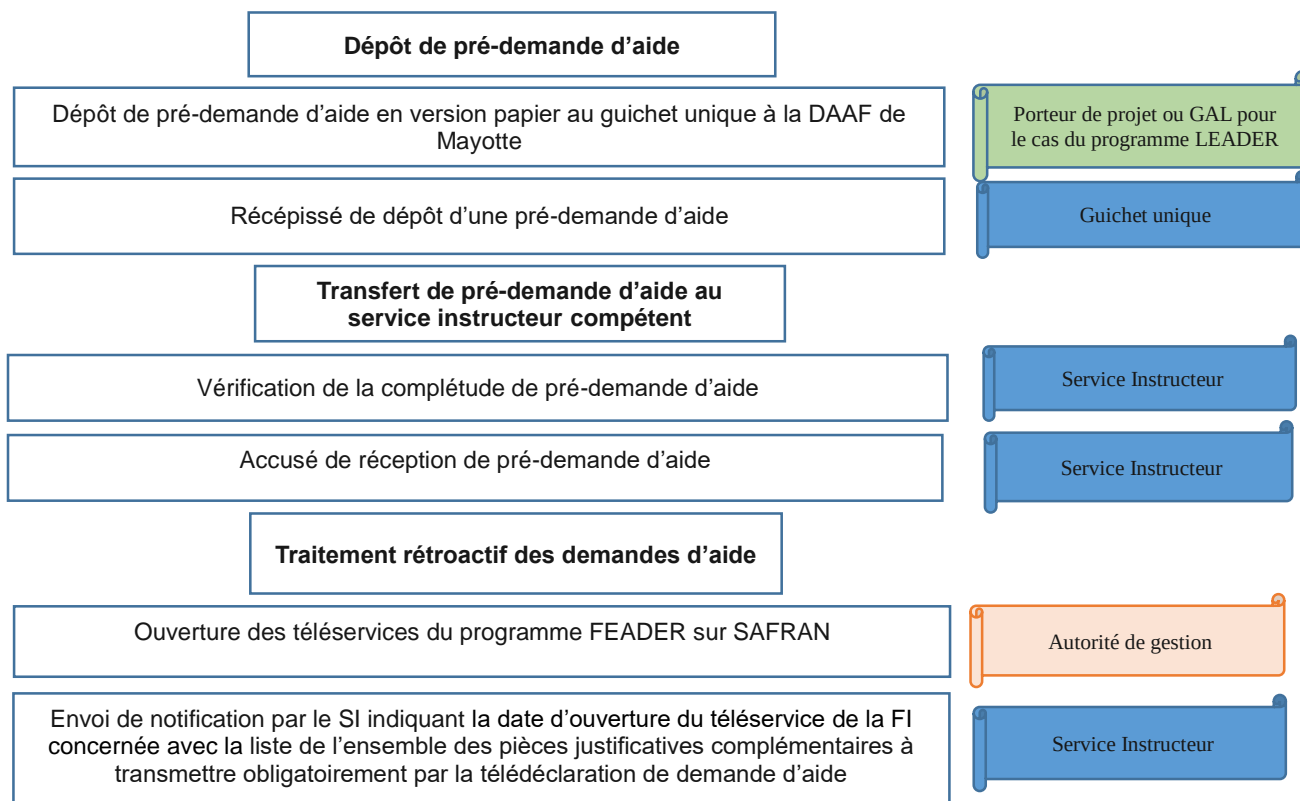 Dépôt de pré-demande d’aide
Dépôt de pré-demande d’aide en version papier au guichet unique à la DAAF de
Mayotte
Porteur de projet ou GAL pour
le cas du programme LEADER
Récépissé de dépôt d’une pré-demande d’aide
Guichet unique
Transfert de pré-demande d’aide au
service instructeur compétent
Vérification de la complétude de pré-demande d’aide
Service Instructeur
Accusé de réception de pré-demande d’aide
Service Instructeur
Traitement rétroactif des demandes d’aide
Ouverture des téléservices du programme FEADER sur SAFRAN
Autorité de gestion
Envoi de notification par le SI indiquant la date d’ouverture du téléservice de la FI
concernée avec la liste de l’ensemble des pièces justificatives complémentaires à
transmettre obligatoirement par la télédéclaration de demande d’aide
Service Instructeur